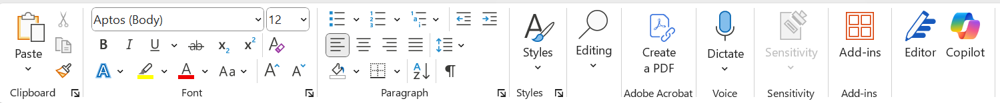 Aptos (Body) 12
B I U ab x₂ x² A
A A Aa A A
Paste
Styles
Editing
Create
a PDF
Dictate
Sensitivity
Add-ins
Editor
Copilot
Clipboard
Font
Paragraph
Styles
Adobe Acrobat
Voice
Sensitivity
Add-ins